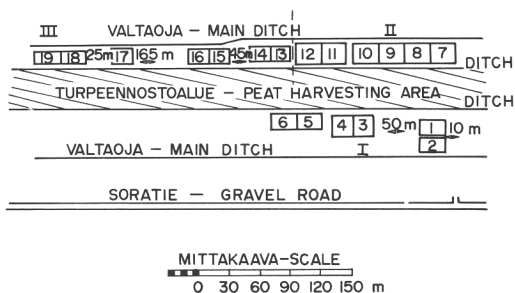 III VALTAOJA – MAIN DITCH II
19 18 25m 17 165 m 16 15 45m 14 3 12 11 10 9 8 7
DITCH
TURPEENNOSTOALUE – PEAT HARVESTING AREA
DITCH
6 5 4 3 50 m 1 10 m
2
VALTAOJA – MAIN DITCH I
SORATIE – GRAVEL ROAD
MITTAKAAVA-SCALE
0 30 60 90 120 150 m